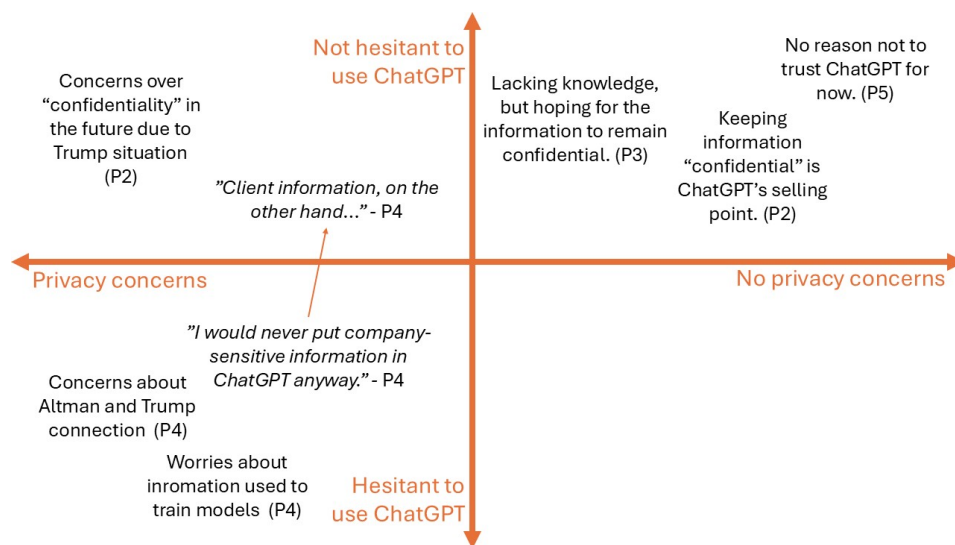 Not hesitant to
use ChatGPT
Concerns over
“confidentiality” in
the future due to
Trump situation
(P2)
Lacking knowledge,
but hoping for the
information to remain
confidential. (P3)
No reason not to
trust ChatGPT for
now. (P5)
Keeping
information
“confidential” is
ChatGPT’s selling
point. (P2)
”Client information, on the
other hand...” - P4
Privacy concerns
No privacy concerns
”I would never put company-
sensitive information in
ChatGPT anyway.” - P4
Concerns about
Altman and Trump
connection (P4)
Worries about
inromation used to
train models (P4)
Hesitant to
use ChatGPT